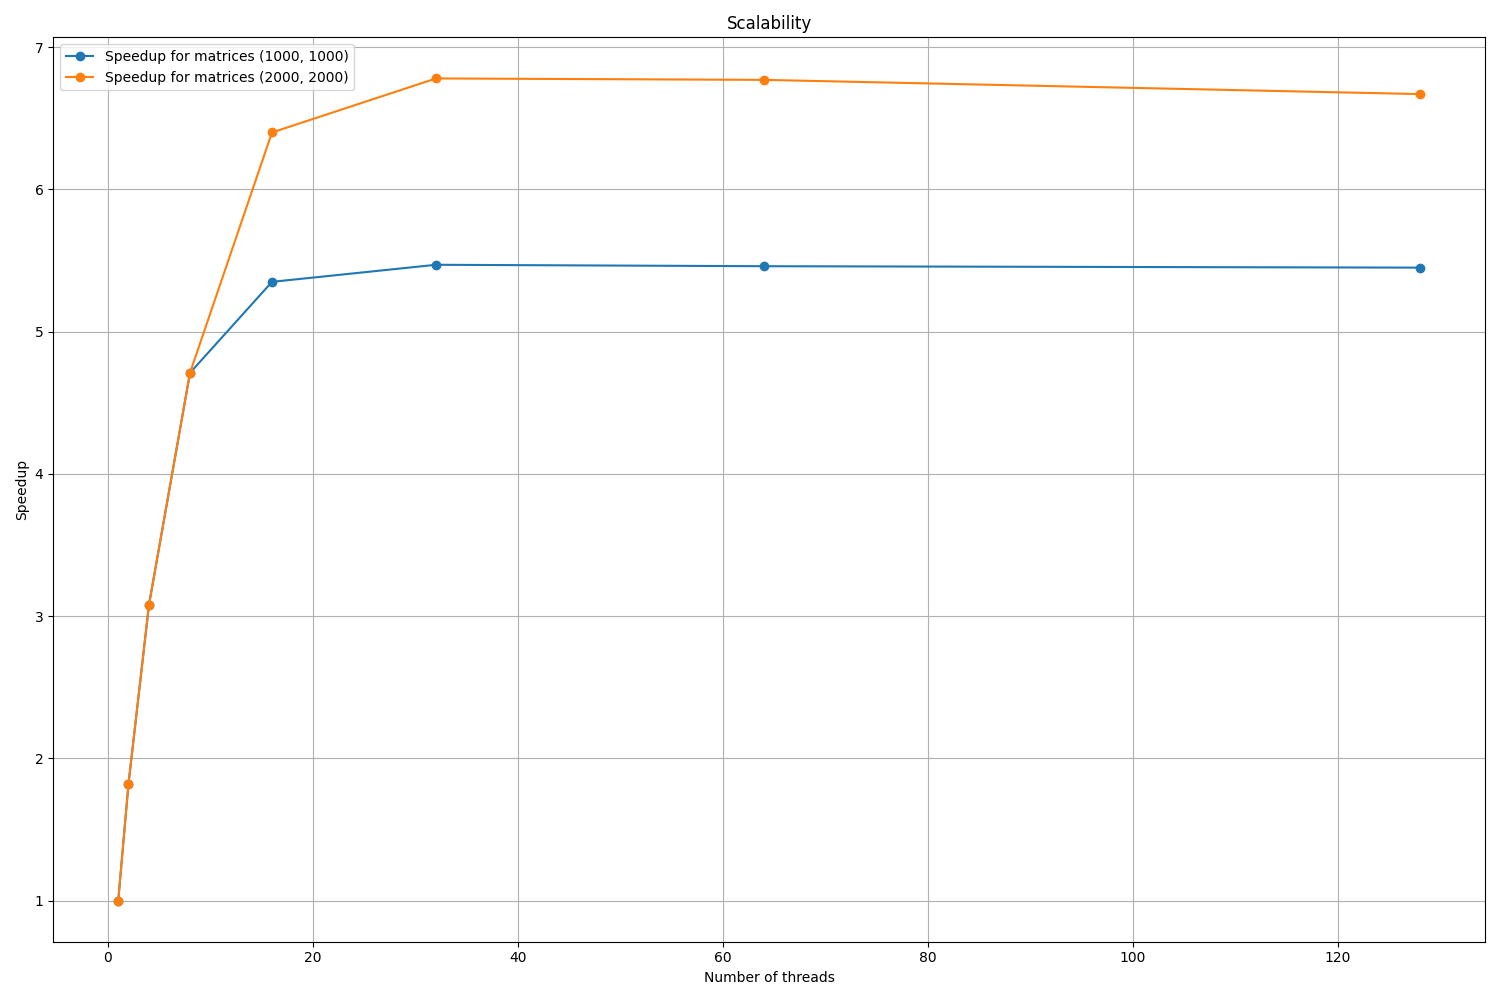 Scalability
Speedup for matrices (1000, 1000)
Speedup for matrices (2000, 2000)
7
6
5
4
3
2
1
Speedup
0 20 40 60 80 100 120
Number of threads